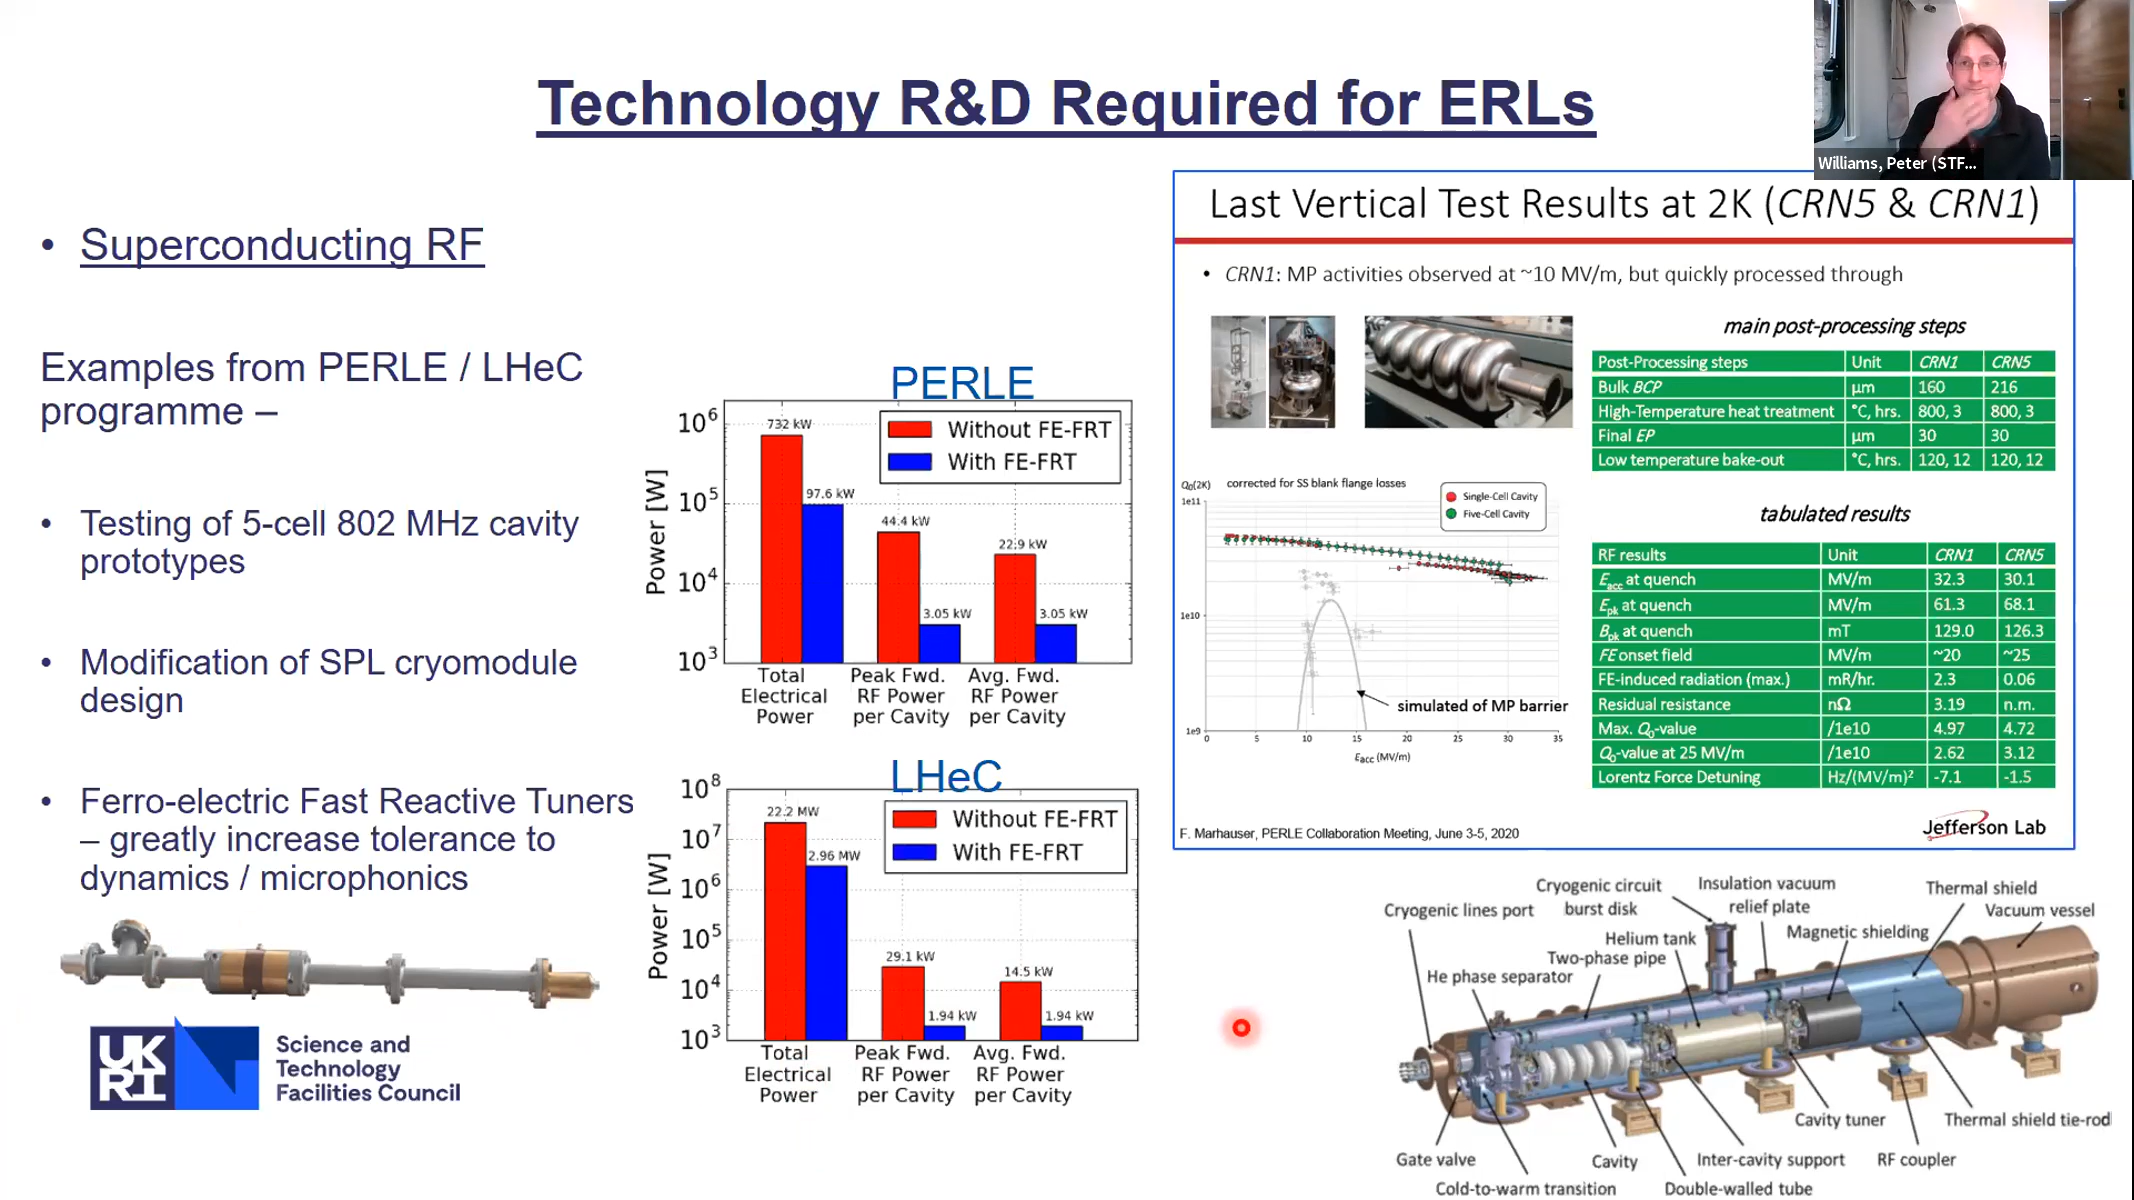 Technology R&D Required for ERLs
Williams, Peter (STF...
• Superconducting RF
Examples from PERLE / LHeC
programme –
• Testing of 5-cell 802 MHz cavity
prototypes
• Modification of SPL cryomodule
design
• Ferro-electric Fast Reactive Tuners
– greatly increase tolerance to
dynamics / microphonics
UK
RI
Science and
Technology
Facilities Council
PERLE
Without FE-FRT
With FE-FRT
Power [W]
10^6
10^5
10^4
10^3
732 kW
97.6 kW
44.4 kW
3.05 kW
22.9 kW
3.05 kW
Total Electrical Power
Peak Fwd. RF Power per Cavity
Avg. Fwd. RF Power per Cavity
LHeC
Without FE-FRT
With FE-FRT
Power [W]
10^8
10^7
10^6
10^5
10^4
10^3
22.2 MW
2.96 MW
29.1 kW
1.94 kW
14.5 kW
1.94 kW
Total Electrical Power
Peak Fwd. RF Power per Cavity
Avg. Fwd. RF Power per Cavity
Last Vertical Test Results at 2K (CRN5 & CRN1)
• CRN1: MP activities observed at ~10 MV/m, but quickly processed through
main post-processing steps
Post-Processing steps Unit CRN1 CRN5
Bulk BCP µm 160 216
High-Temperature heat treatment °C, hrs. 800, 3 800, 3
Final EP µm 30 30
Low temperature bake-out °C, hrs. 120, 12 120, 12
Q0(2K) corrected for SS blank flange losses
Single-Cell Cavity
Five-Cell Cavity
1e11
1e10
1e9
simulated of MP barrier
0 5 10 15 20 25 30 35
Eacc (MV/m)
tabulated results
RF results Unit CRN1 CRN5
Eacc at quench MV/m 32.3 30.1
Epk at quench MV/m 61.3 68.1
Bpk at quench mT 129.0 126.3
FE onset field MV/m ~20 ~25
FE-induced radiation (max.) mR/hr. 2.3 0.06
Residual resistance nΩ 3.19 n.m.
Max. Q0-value /1e10 4.97 4.72
Q0-value at 25 MV/m /1e10 2.62 3.12
Lorentz Force Detuning Hz/(MV/m)² -7.1 -1.5
F. Marhauser, PERLE Collaboration Meeting, June 3-5, 2020
Jefferson Lab
Cryogenic lines port
Cryogenic circuit
burst disk
Insulation vacuum
relief plate
Thermal shield
Vacuum vessel
Magnetic shielding
Helium tank
Two-phase pipe
He phase separator
Cavity tuner
Thermal shield tie-rod
Gate valve
Cavity
Inter-cavity support
RF coupler
Cold-to-warm transition
Double-walled tube